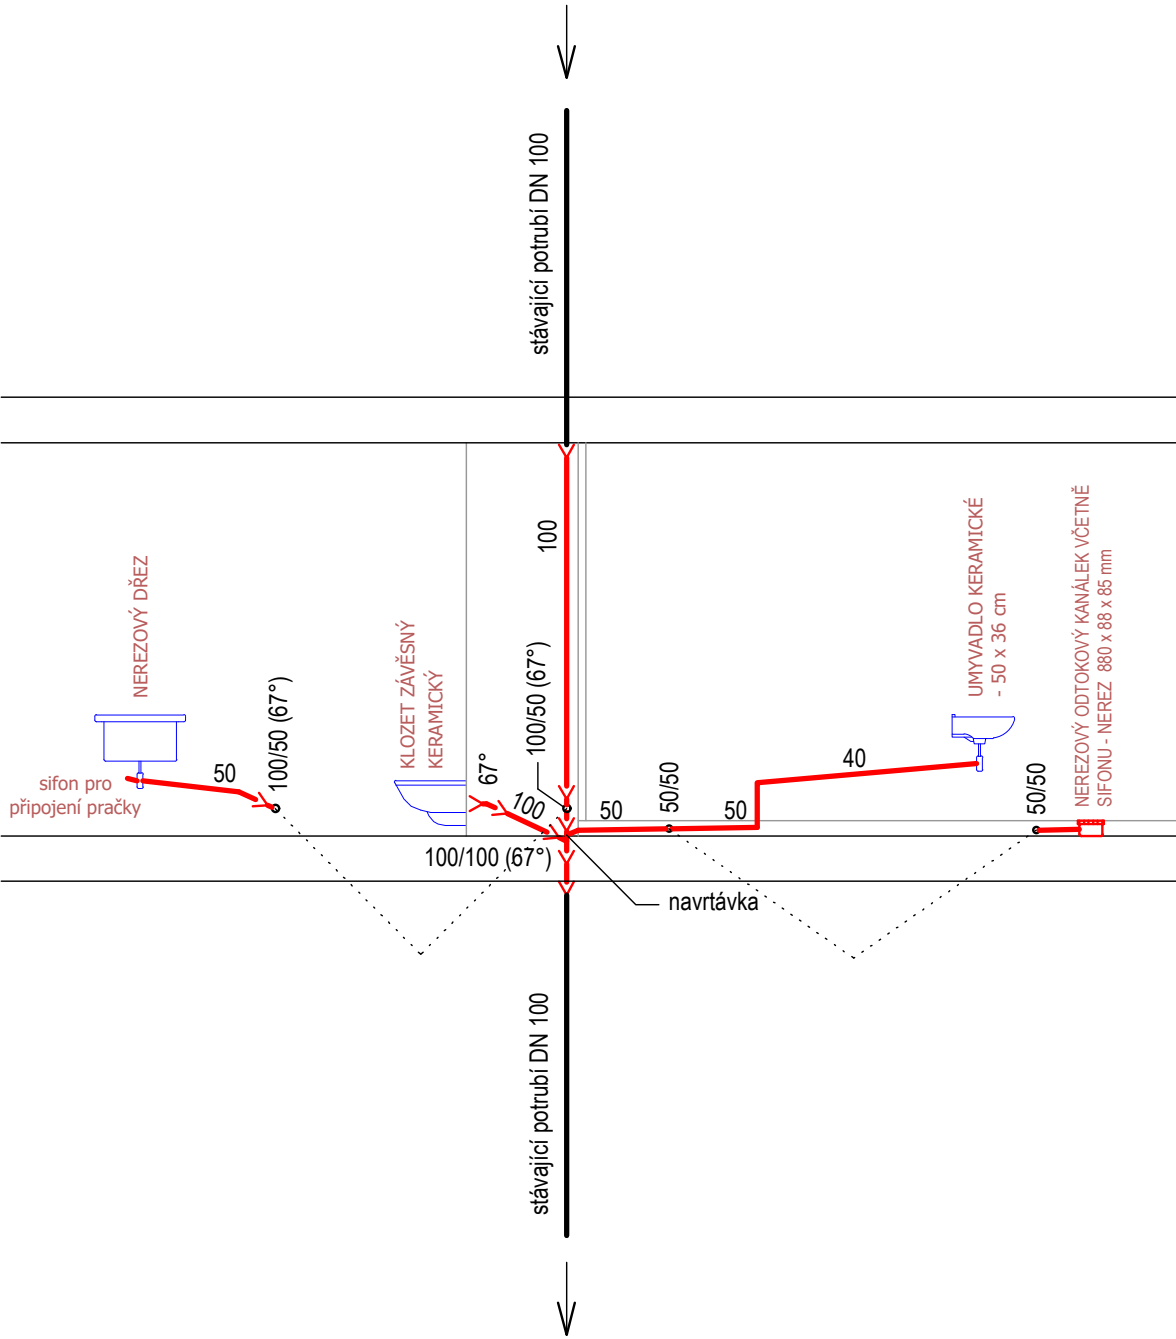 stávající potrubí DN 100
100
NEREZOVÝ DŘEZ
sifon pro
připojení pračky
50
100/50 (67°)
KLOZET ZÁVĚSNÝ
KERAMICKÝ
67°
100
100/50 (67°)
100/100 (67°)
50
50/50
50
40
UMYVADLO KERAMICKÉ
- 50 x 36 cm
50/50
NEREZOVÝ ODTOKOVÝ KANÁLEK VČETNĚ
SIFONU - NEREZ 880 x 88 x 85 mm
navrtávka
stávající potrubí DN 100